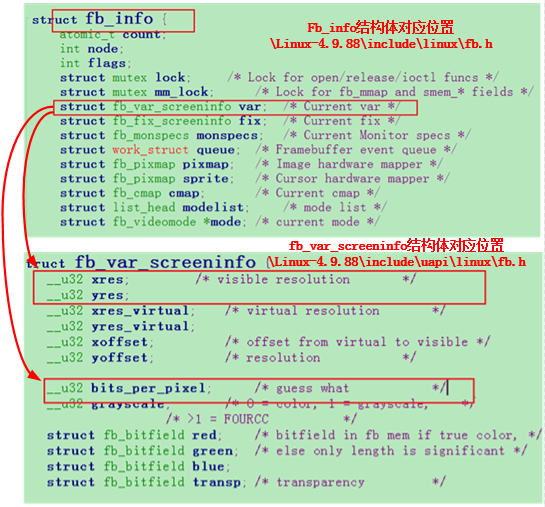 struct fb_info {
Fb_info结构体对应位置
\Linux-4.9.88\include\linux\fb.h
atomic_t count;
int node;
int flags;
struct mutex lock; /* Lock for open/release/ioctl funcs */
struct mutex mm_lock; /* Lock for fb_mmap and smem_* fields */
struct fb_var_screeninfo var; /* Current var */
struct fb_fix_screeninfo fix; /* Current fix */
struct fb_monspecs monspecs; /* Current Monitor specs */
struct work_struct queue; /* Framebuffer event queue */
struct fb_pixmap pixmap; /* Image hardware mapper */
struct fb_pixmap sprite; /* Cursor hardware mapper */
struct fb_cmap cmap; /* Current cmap */
struct list_head modelist; /* mode list */
struct fb_videomode *mode; /* current mode */
fb_var_screeninfo结构体对应位置
truct fb_var_screeninfo {
\Linux-4.9.88\include\uapi\linux\fb.h
__u32 xres; /* visible resolution */
__u32 yres;
__u32 xres_virtual; /* virtual resolution */
__u32 yres_virtual;
__u32 xoffset; /* offset from virtual to visible */
__u32 yoffset; /* resolution */
__u32 bits_per_pixel; /* guess what */
__u32 grayscale; /* 0 = color, 1 = grayscale, */
/* >1 = FOURCC */
struct fb_bitfield red; /* bitfield in fb mem if true color, */
struct fb_bitfield green; /* else only length is significant */
struct fb_bitfield blue;
struct fb_bitfield transp; /* transparency */